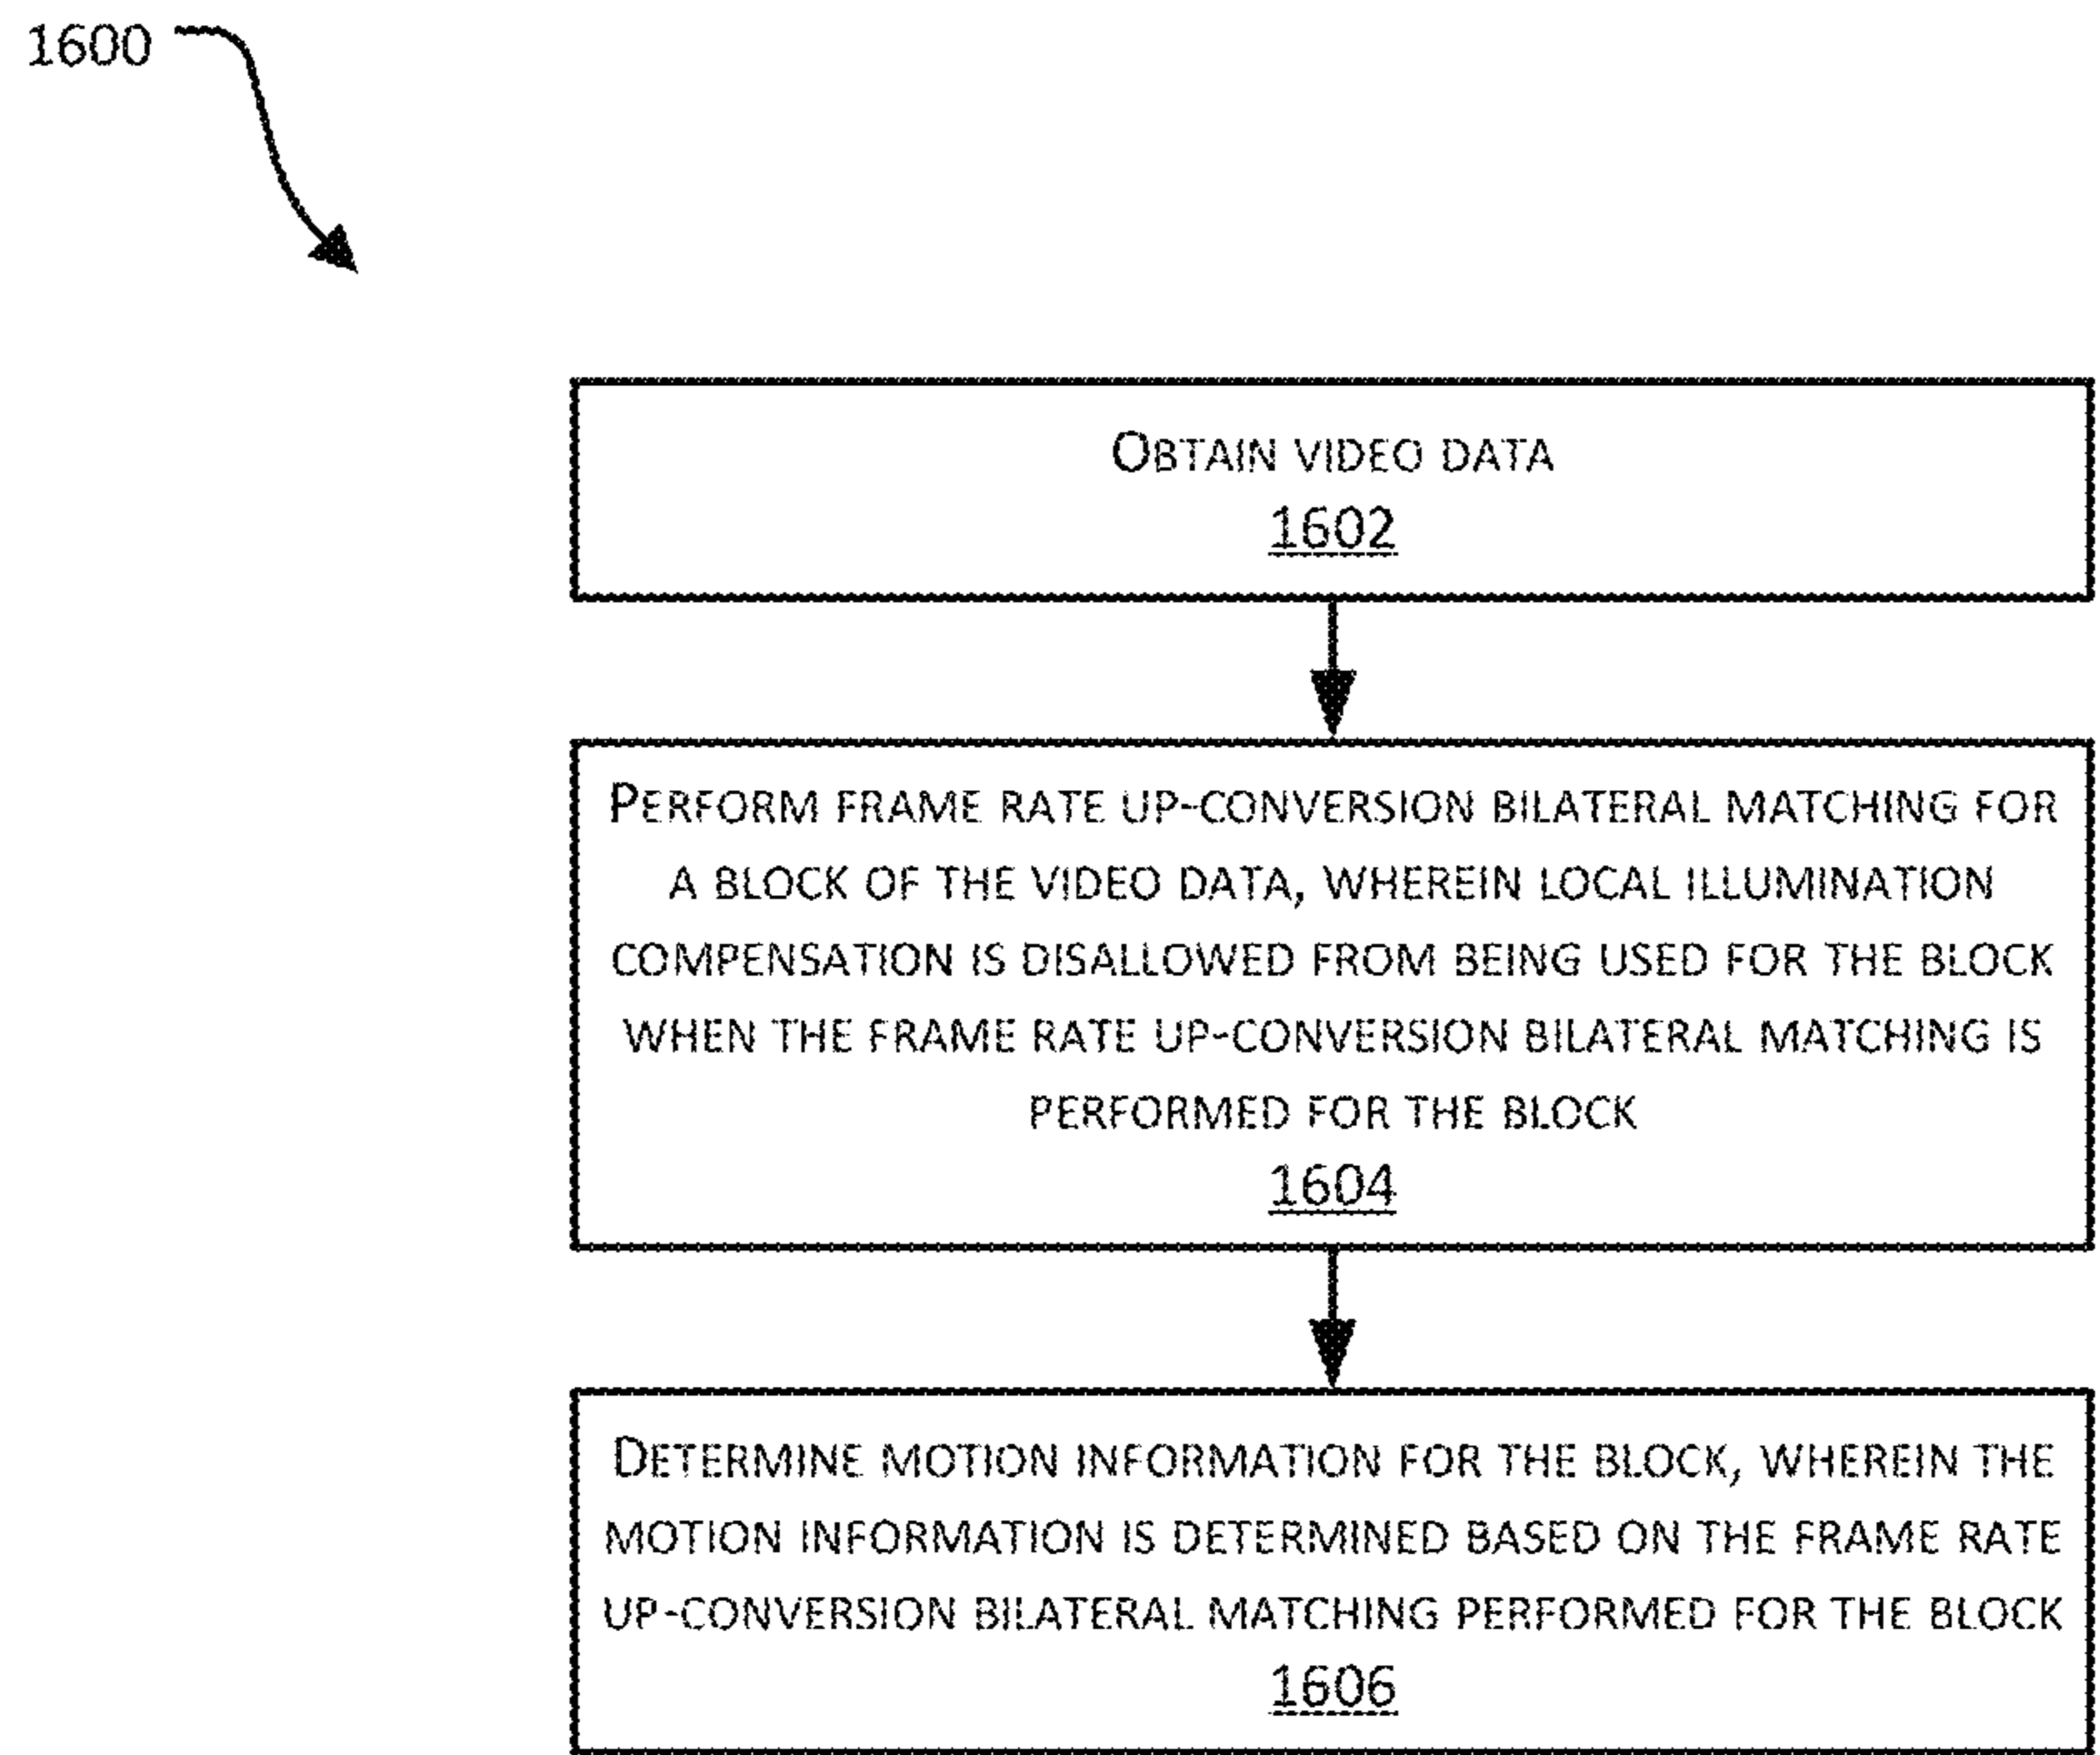 1600
OBTAIN VIDEO DATA
1602
PERFORM FRAME RATE UP-CONVERSION BILATERAL MATCHING FOR
A BLOCK OF THE VIDEO DATA, WHEREIN LOCAL ILLUMINATION
COMPENSATION IS DISALLOWED FROM BEING USED FOR THE BLOCK
WHEN THE FRAME RATE UP-CONVERSION BILATERAL MATCHING IS
PERFORMED FOR THE BLOCK
1604
DETERMINE MOTION INFORMATION FOR THE BLOCK, WHEREIN THE
MOTION INFORMATION IS DETERMINED BASED ON THE FRAME RATE
UP-CONVERSION BILATERAL MATCHING PERFORMED FOR THE BLOCK
1606